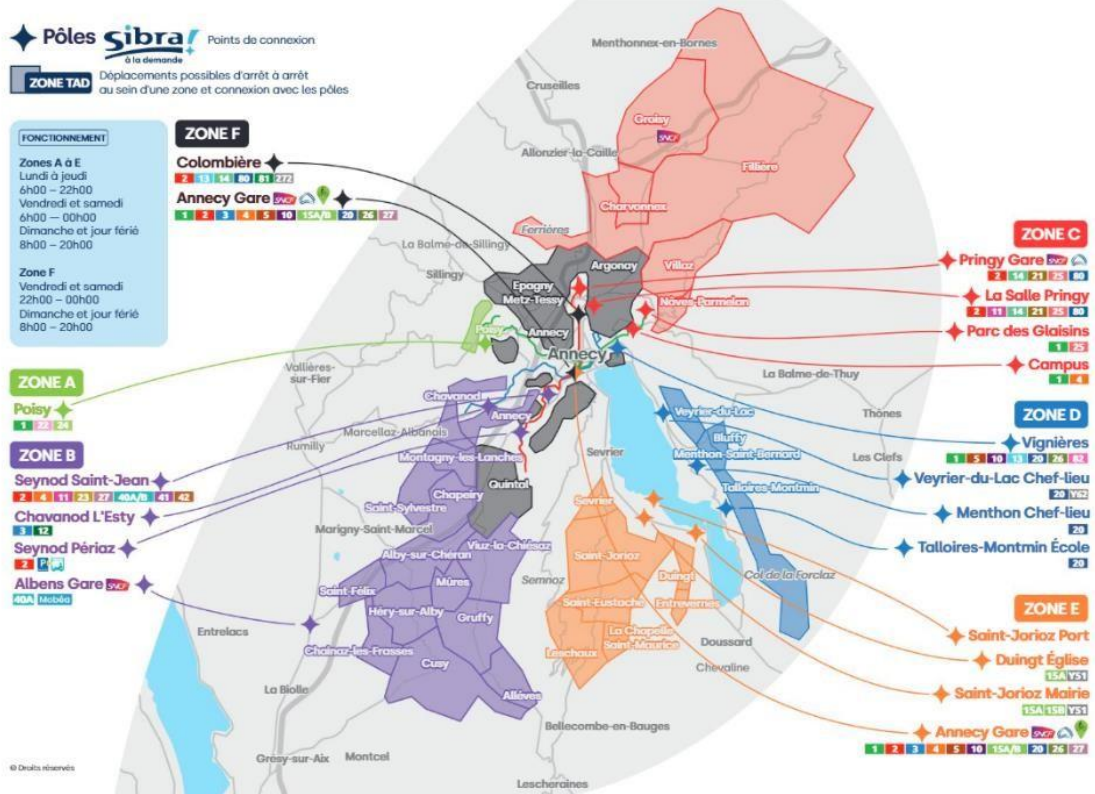 Pôles Sibra! Points de connexion
à la demande
ZONE TAD Déplacements possibles d'arrêt à arrêt
au sein d'une zone et connexion avec les pôles
FONCTIONNEMENT
Zones A à E
Lundi à jeudi
6h00 – 22h00
Vendredi et samedi
6h00 — 00h00
Dimanche et jour férié
8h00 – 20h00
Zone F
Vendredi et samedi
22h00 – 00h00
Dimanche et jour férié
8h00 – 20h00
ZONE F
Colombière
2 13 14 80 81 272
Annecy Gare SNCF
1 2 3 4 5 10 15A/B 20 26 27
ZONE A
Poisy
1 22 24
ZONE B
Seynod Saint-Jean
2 4 11 23 27 40A/B 41 42
Chavanod L'Esty
3 12
Seynod Périaz
2
Albens Gare SNCF
40A Mobéa
ZONE C
Pringy Gare SNCF
2 14 21 25 80
La Salle Pringy
2 11 14 21 25 80
Parc des Glaisins
1 25
Campus
1 4
ZONE D
Vignières
1 5 10 13 20 26 82
Veyrier-du-Lac Chef-lieu
20 Y62
Menthon Chef-lieu
20
Talloires-Montmin École
20
ZONE E
Saint-Jorioz Port
Duingt Église
15A Y51
Saint-Jorioz Mairie
15A 15B Y51
Annecy Gare SNCF
1 2 3 4 5 10 15A/B 20 26 27
Menthonnex-en-Bornes
Cruseilles
Groisy
SNCF
Allonzier-la-Caille
Fillière
Charvonnex
Ferrières
La Balme-de-Sillingy
Sillingy
Argonay
Villaz
Epagny
Metz-Tessy
Nâves-Parmelan
Poisy
Annecy
Annecy
La Balme-de-Thuy
Vallières-
sur-Fier
Chavanod
Annecy
Veyrier-du-Lac
Thônes
Marcellaz-Albanais
Bluffy
Rumilly
Sevrier
Les Clefs
Montagny-les-Lanches
Menthon-Saint-Bernard
Talloires-Montmin
Chapeiry
Quintal
Sevrier
Saint-Sylvestre
Marigny-Saint-Marcel
Viuz-la-Chiésaz
Alby-sur-Chéran
Saint-Jorioz
Duingt
Col de la Forclaz
Semnoz
Mûres
Saint-Félix
Saint-Eustache
Entrevernes
Héry-sur-Alby
Gruffy
La Chapelle
Saint-Maurice
Doussard
Entrelacs
Leschaux
Chevaline
Chainaz-les-Frasses
Cusy
La Biolle
Allèves
Bellecombe-en-Bauges
Montcel
Grésy-sur-Aix
Lescheraines
© Droits réservés